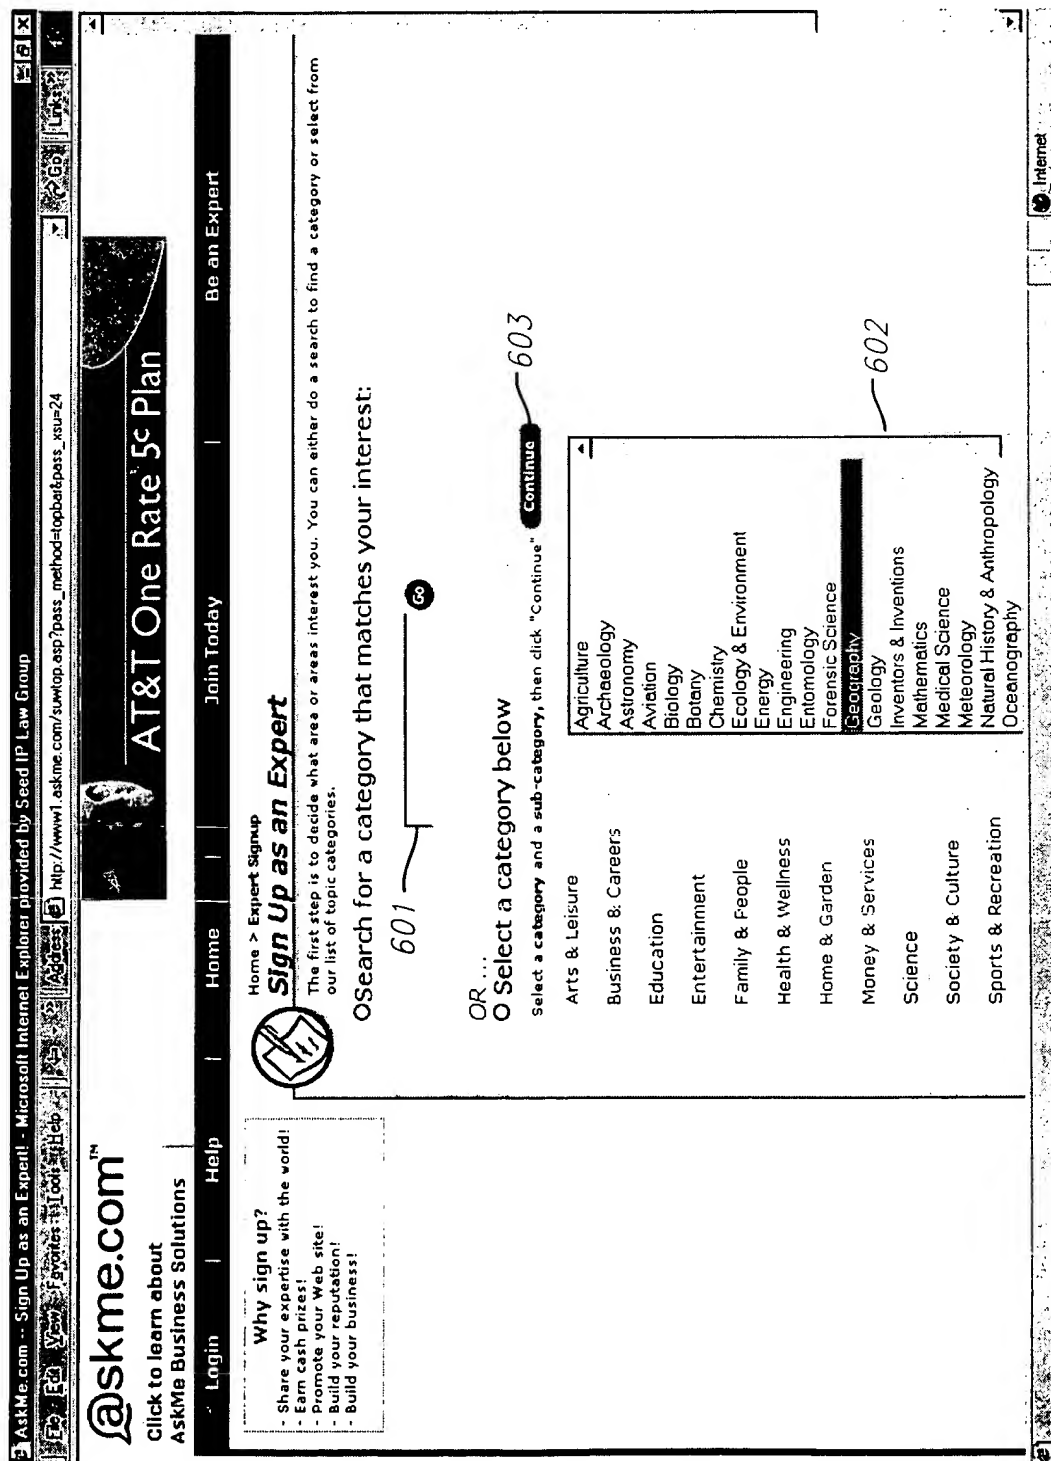 AskMe.com -- Sign Up as an Expert! - Microsoft Internet Explorer provided by Seed IP Law Group
File Edit View Favorites Tools Help
Address http://www1.askme.com/suwtop.asp?pass_method=topbar&pass_xsu=24
Go Links
@skme.com™
Click to learn about
AskMe Business Solutions
AT&T One Rate 5¢ Plan
Login | Help | Home | Join Today | Be an Expert
Why sign up?
- Share your expertise with the world!
- Earn cash prizes!
- Promote your Web site!
- Build your reputation!
- Build your business!
Home > Expert Signup
Sign Up as an Expert
The first step is to decide what area or areas interest you. You can either do a search to find a category or select from
our list of topic categories.
Search for a category that matches your interest:
601
Go
OR...
Select a category below
Select a category and a sub-category, then click "Continue"
Continue
603
Arts & Leisure
Business & Careers
Education
Entertainment
Family & People
Health & Wellness
Home & Garden
Money & Services
Science
Society & Culture
Sports & Recreation
Agriculture
Archaeology
Astronomy
Aviation
Biology
Botany
Chemistry
Ecology & Environment
Energy
Engineering
Entomology
Forensic Science
Geography
Geology
Inventors & Inventions
Mathematics
Medical Science
Meteorology
Natural History & Anthropology
Oceanography
602
Internet